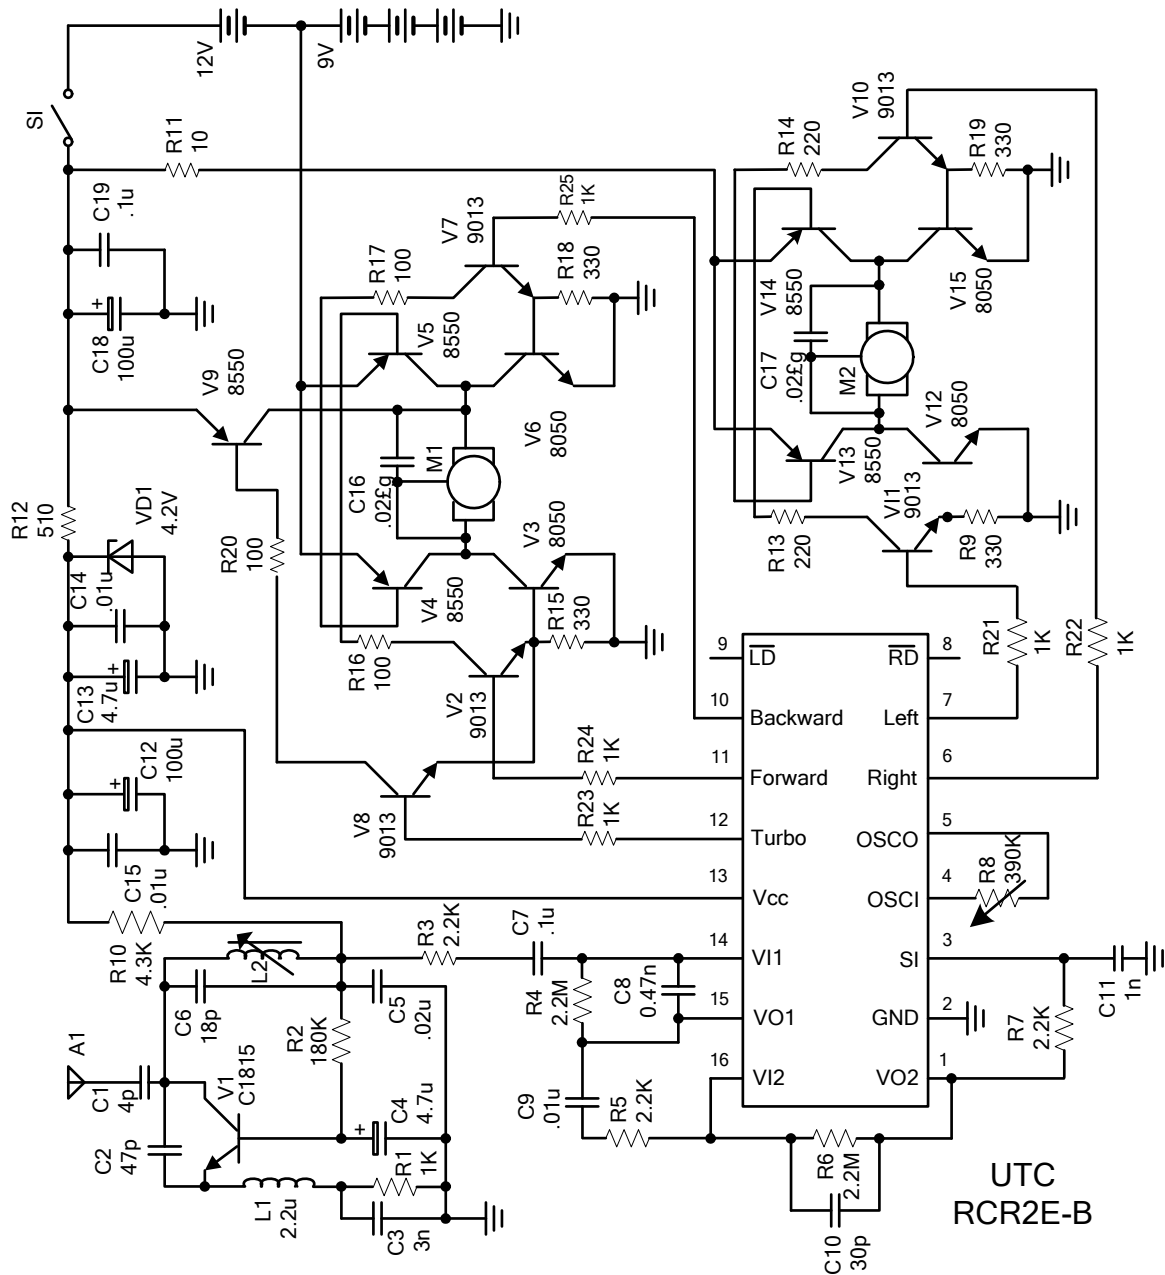 12V
9V
SI
R11
10
C19
.1u
C18
100u
V9
8550
R12
510
VD1
4.2V
C14
.01u
C13
4.7u
C12
100u
C15
.01u
R10
4.3K
R20
100
R17
100
V7
9013
R25
1K
R18
330
V5
8550
V6
8050
C16
.02£g
M1
V3
8050
V4
8550
R15
330
R16
100
V2
9013
V8
9013
R24
1K
R23
1K
V10
9013
R14
220
R19
330
V14
8550
V15
8050
C17
.02£g
M2
V12
8050
V13
8550
VI1
9013
R13
220
R9
330
R21
1K
R22
1K
9
LD
RD
8
10
Backward
Left
7
11
Forward
Right
6
12
Turbo
OSCO
5
13
Vcc
OSCI
4
14
VI1
SI
3
15
VO1
GND
2
16
VI2
VO2
1
R8
390K
C11
1n
R7
2.2K
A1
C1
4p
C6
18p
L2
R3
2.2K
C7
.1u
R4
2.2M
C8
0.47n
C5
.02u
R2
180K
V1
C1815
C2
47p
C4
4.7u
R1
1K
L1
2.2u
C3
3n
C9
.01u
R5
2.2K
R6
2.2M
C10
30p
UTC
RCR2E-B